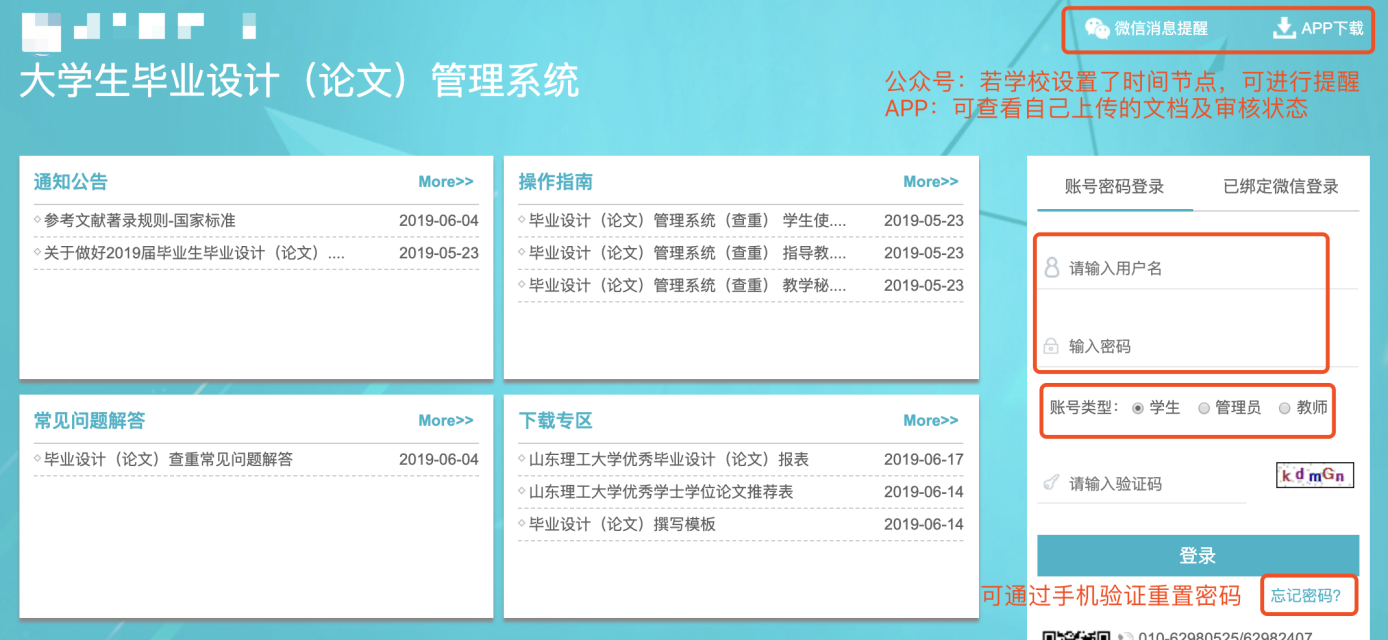 微信消息提醒 APP下载
大学生毕业设计（论文）管理系统
公众号：若学校设置了时间节点，可进行提醒
APP：可查看自己上传的文档及审核状态
通知公告 More>>
参考文献著录规则-国家标准 2019-06-04
关于做好2019届毕业生毕业设计（论文）.... 2019-05-23
操作指南 More>>
毕业设计（论文）管理系统（查重） 学生使.... 2019-05-23
毕业设计（论文）管理系统（查重） 指导教.... 2019-05-23
毕业设计（论文）管理系统（查重） 教学秘.... 2019-05-23
常见问题解答 More>>
毕业设计（论文）查重常见问题解答 2019-06-04
下载专区 More>>
山东理工大学优秀毕业设计（论文）报表 2019-06-17
山东理工大学优秀学士学位论文推荐表 2019-06-14
毕业设计（论文）撰写模板 2019-06-14
账号密码登录 已绑定微信登录
请输入用户名
输入密码
账号类型： 学生 管理员 教师
请输入验证码 kdmGn
登录
可通过手机验证重置密码 忘记密码?
010-62980525/62982407